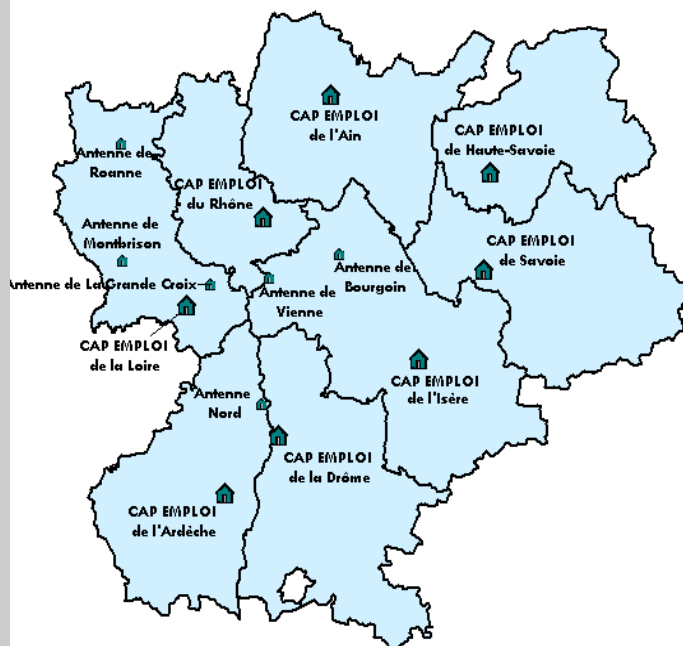 CAP EMPLOI
de l'Ain
CAP EMPLOI
de Haute-Savoie
Antenne de
Roanne
CAP EMPLOI
du Rhône
Antenne de
Montbrison
CAP EMPLOI
de Savoie
Antenne de
Bourgoin
Antenne de La Grande Croix
Antenne de
Vienne
CAP EMPLOI
de la Loire
CAP EMPLOI
de l'Isère
Antenne
Nord
CAP EMPLOI
de la Drôme
CAP EMPLOI
de l'Ardèche